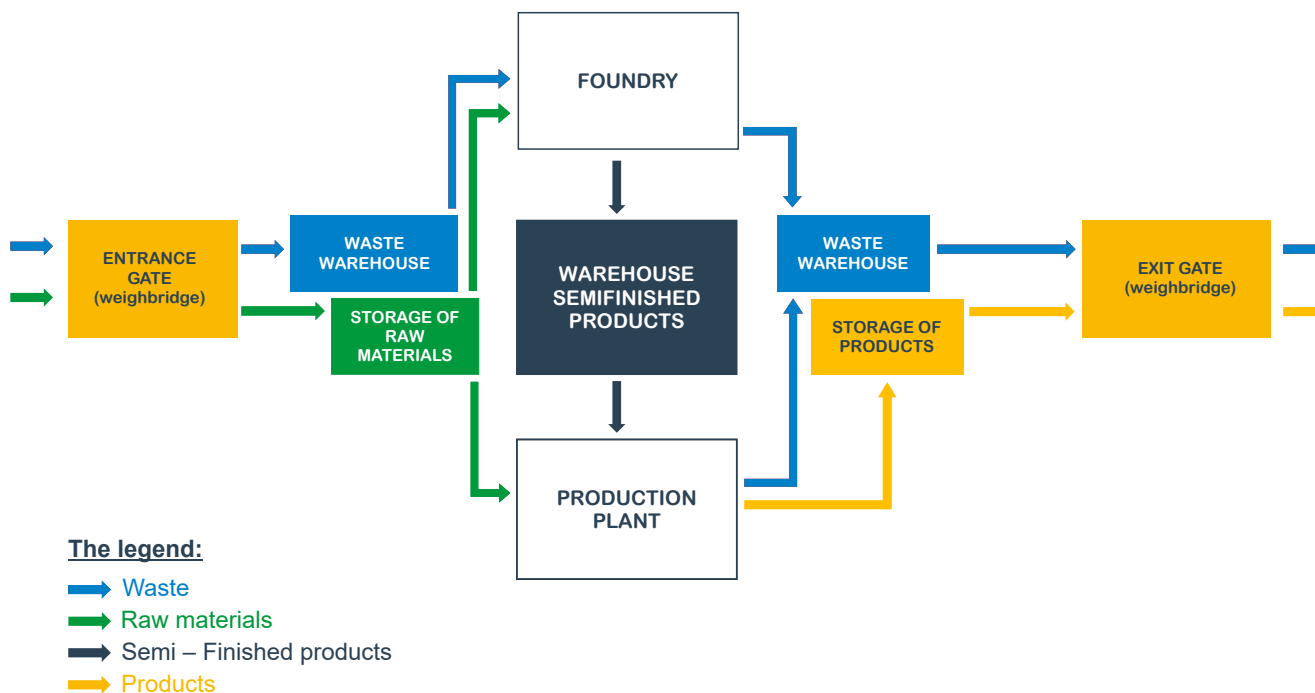 FOUNDRY
ENTRANCE
GATE
(weighbridge)
WASTE
WAREHOUSE
STORAGE OF
RAW
MATERIALS
WAREHOUSE
SEMIFINISHED
PRODUCTS
WASTE
WAREHOUSE
STORAGE OF
PRODUCTS
EXIT GATE
(weighbridge)
PRODUCTION
PLANT
The legend:
Waste
Raw materials
Semi – Finished products
Products